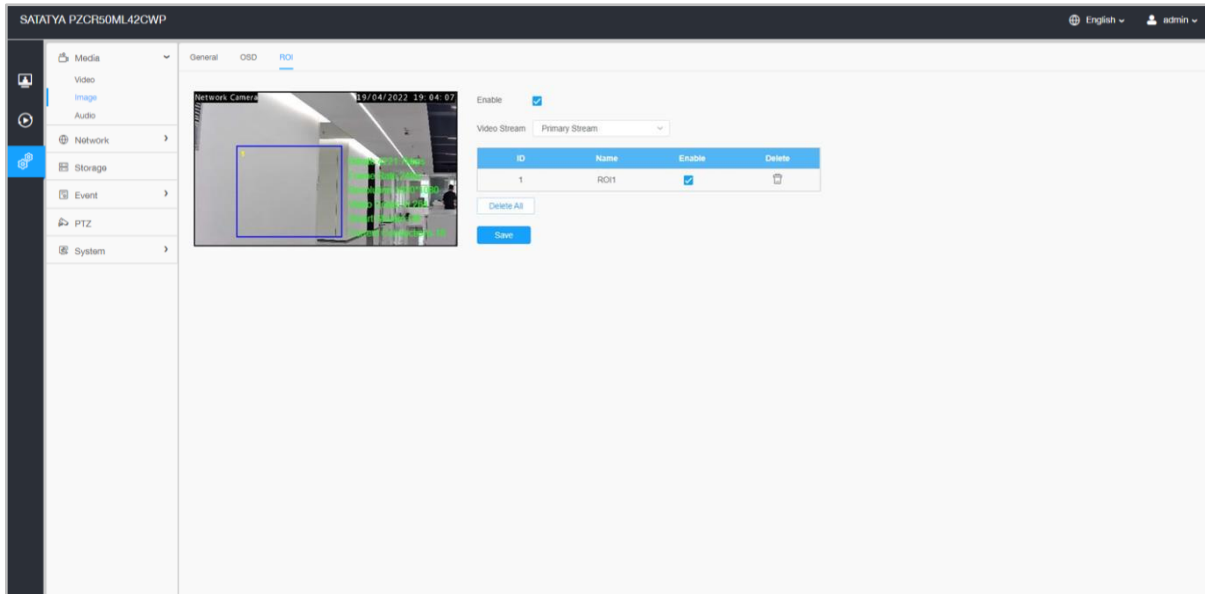 SATATYA PZCR50ML42CWP
English
admin
Media
Video
Image
Audio
Network
Storage
Event
PTZ
System
General OSD ROI
Network Camera 19/04/2022 19:04:07
1
Enable
Video Stream Primary Stream
ID Name Enable Delete
1 ROI1
Delete All
Save